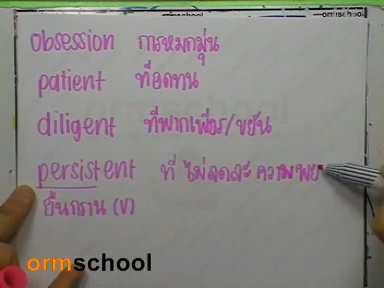 obsession การหมกมุ่น
patient ที่อดทน
diligent ที่พากเพียร/ขยัน
persistent ที่ ไม่ลดละ ความพย
ยืนกราน (v)
ormschool